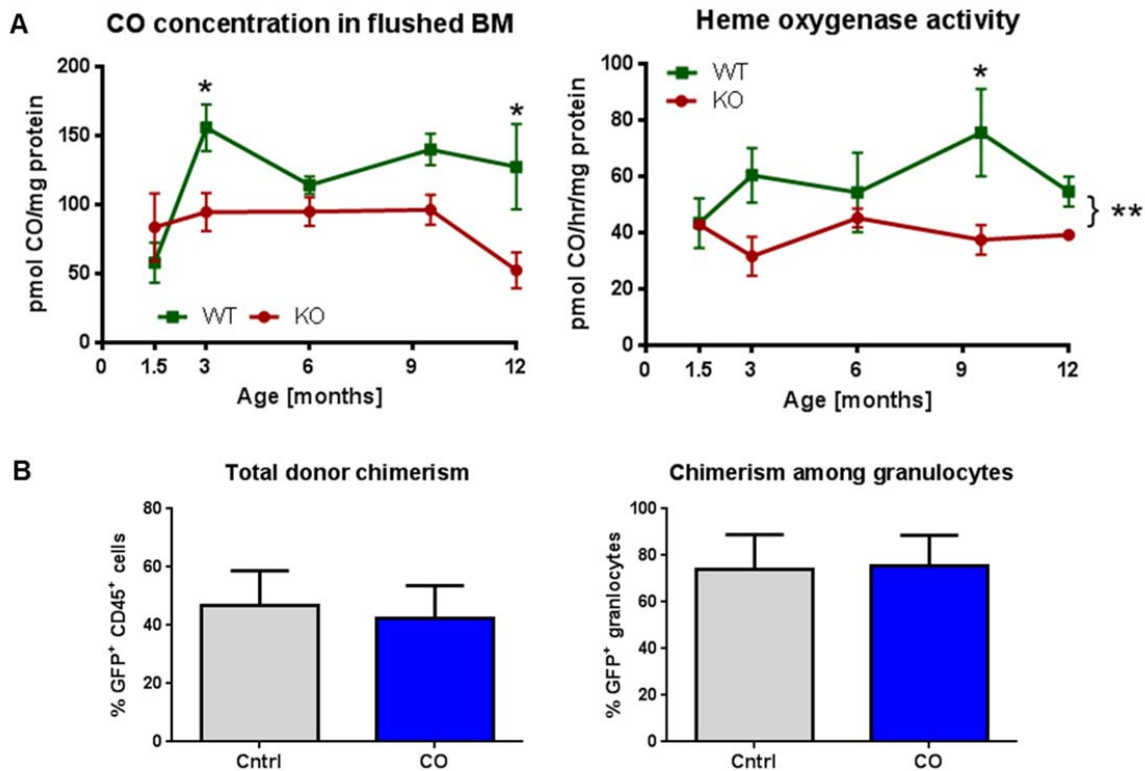 A
CO concentration in flushed BM
pmol CO/mg protein
200
150
100
50
0
*
*
WT KO
0 1.5 3 6 9 12
Age [months]
Heme oxygenase activity
pmol CO/hr/mg protein
100
80
60
40
20
0
WT
KO
*
} **
0 1.5 3 6 9 12
Age [months]
B
Total donor chimerism
% GFP⁺ CD45⁺ cells
80
60
40
20
0
Cntrl CO
Chimerism among granulocytes
% GFP⁺ granlocytes
100
80
60
40
20
0
Cntrl CO